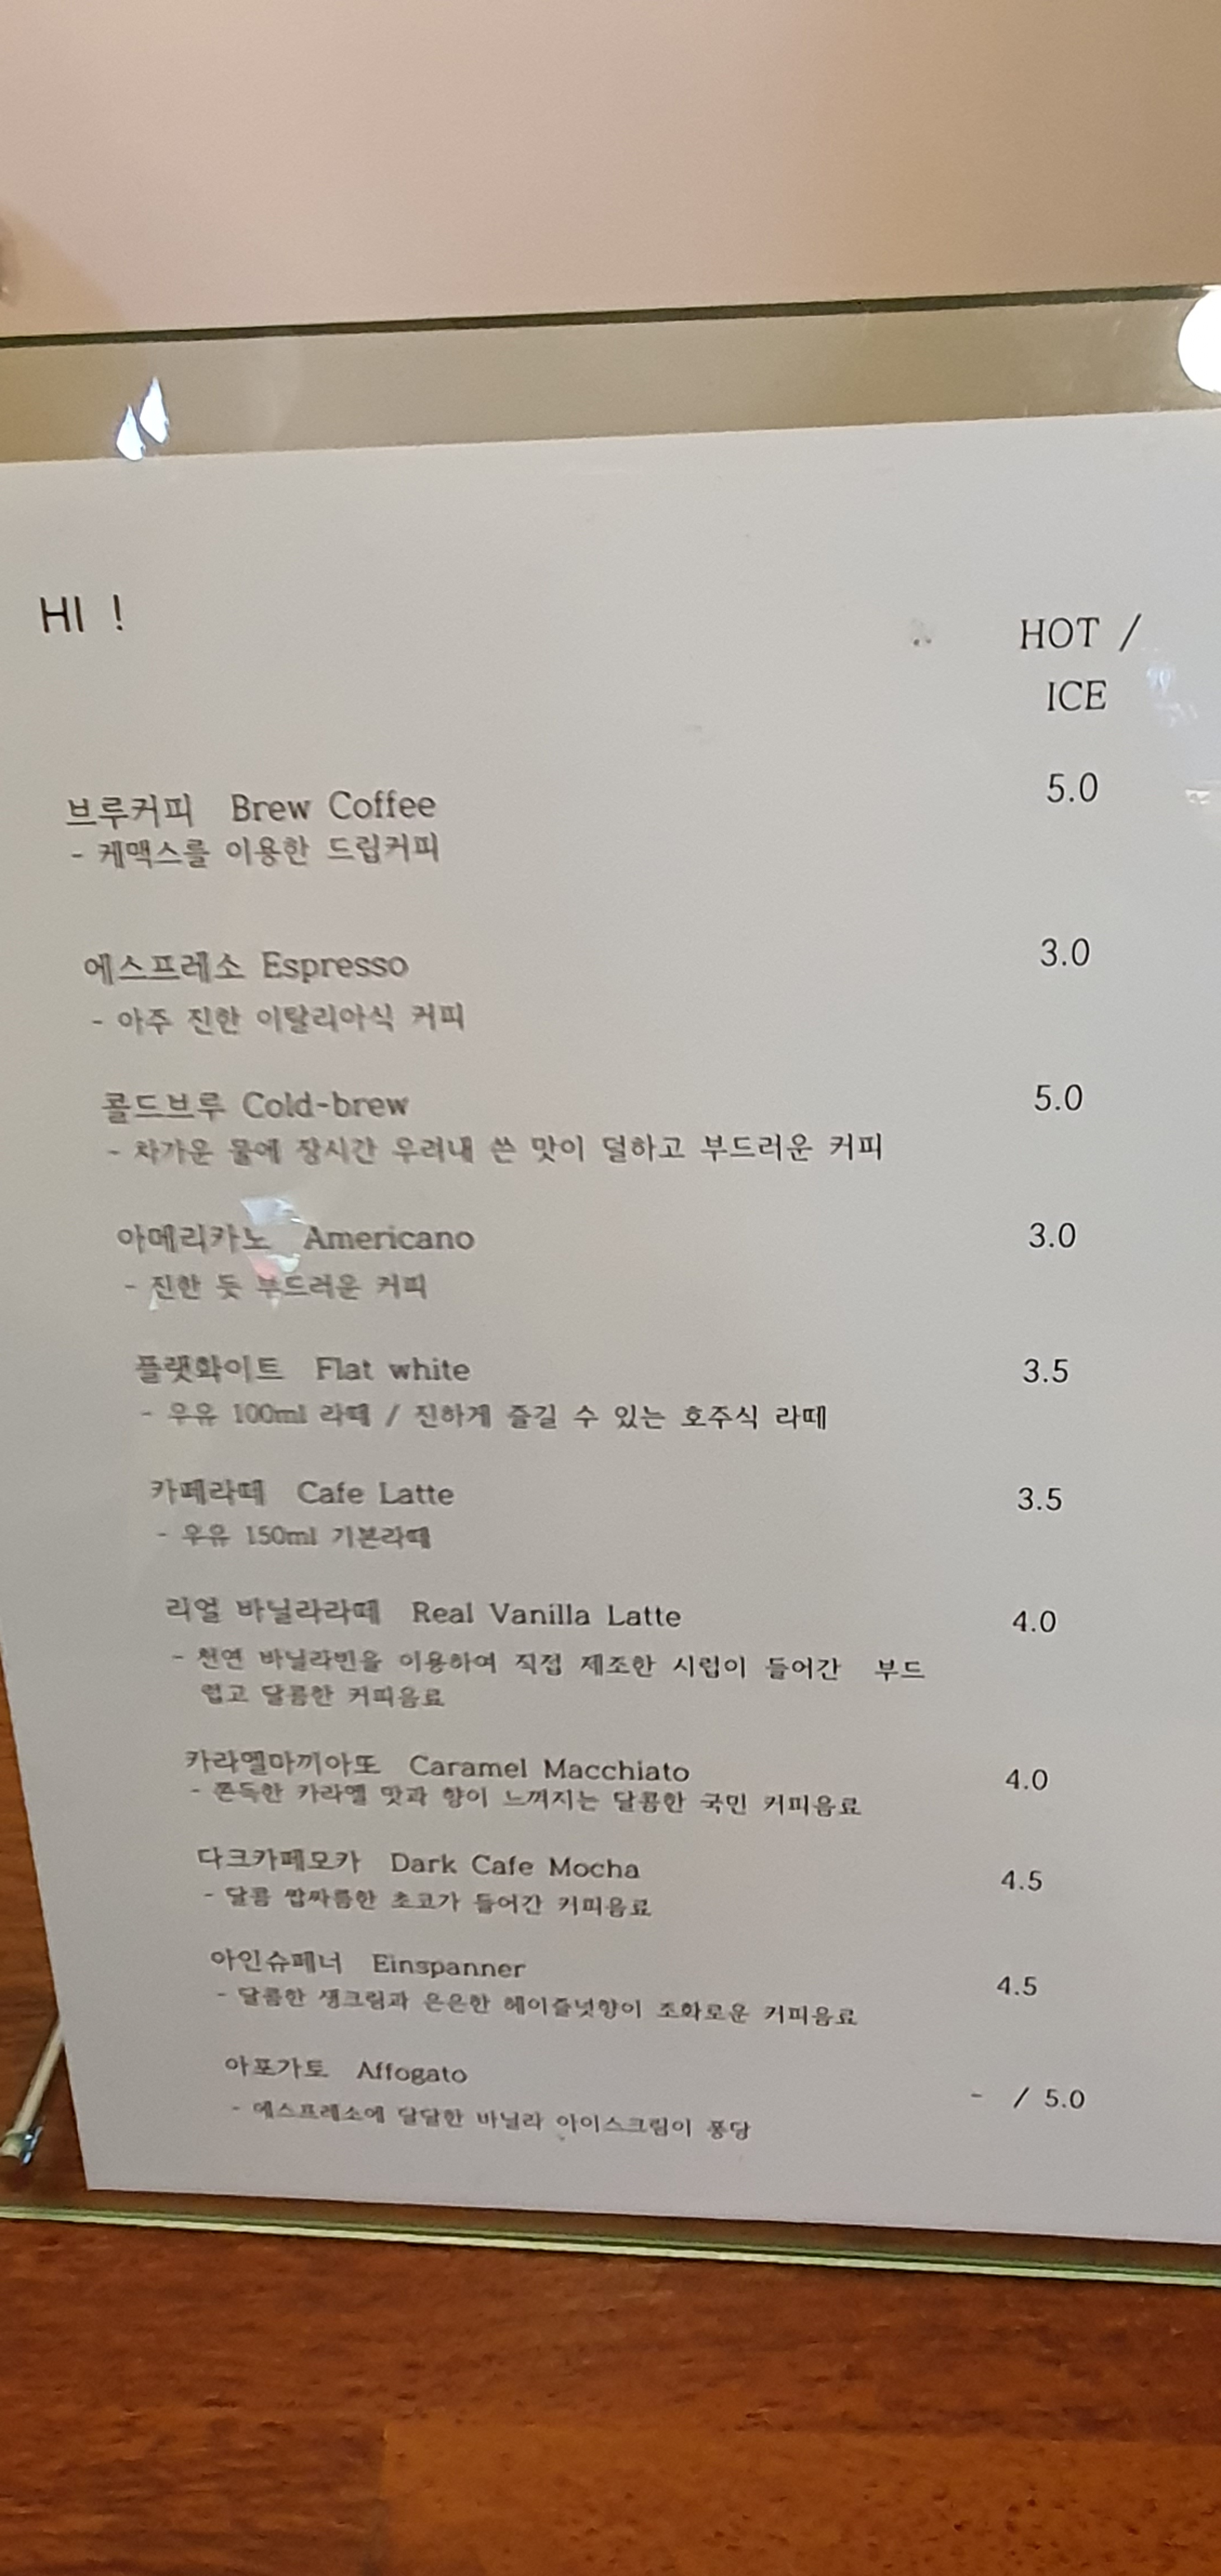 HI !
HOT /
ICE
브루커피 Brew Coffee 5.0
- 케맥스를 이용한 드립커피
에스프레소 Espresso 3.0
- 아주 진한 이탈리아식 커피
콜드브루 Cold-brew 5.0
- 차가운 물에 장시간 우려내 쓴 맛이 덜하고 부드러운 커피
아메리카노 Americano 3.0
- 진한 듯 부드러운 커피
플랫화이트 Flat white 3.5
- 우유 100ml 라떼 / 진하게 즐길 수 있는 호주식 라떼
카페라떼 Cafe Latte 3.5
- 우유 150ml 기본라떼
리얼 바닐라라떼 Real Vanilla Latte 4.0
- 천연 바닐라빈을 이용하여 직접 제조한 시럽이 들어간 부드
럽고 달콤한 커피음료
카라멜마끼아또 Caramel Macchiato 4.0
- 쫀득한 카라멜 맛과 향이 느껴지는 달콤한 국민 커피음료
다크카페모카 Dark Cafe Mocha 4.5
- 달콤 쌉싸름한 초코가 들어간 커피음료
아인슈페너 Einspanner 4.5
- 달콤한 생크림과 은은한 헤이즐넛향이 조화로운 커피음료
아포가토 Affogato - / 5.0
- 에스프레소에 달달한 바닐라 아이스크림이 퐁당